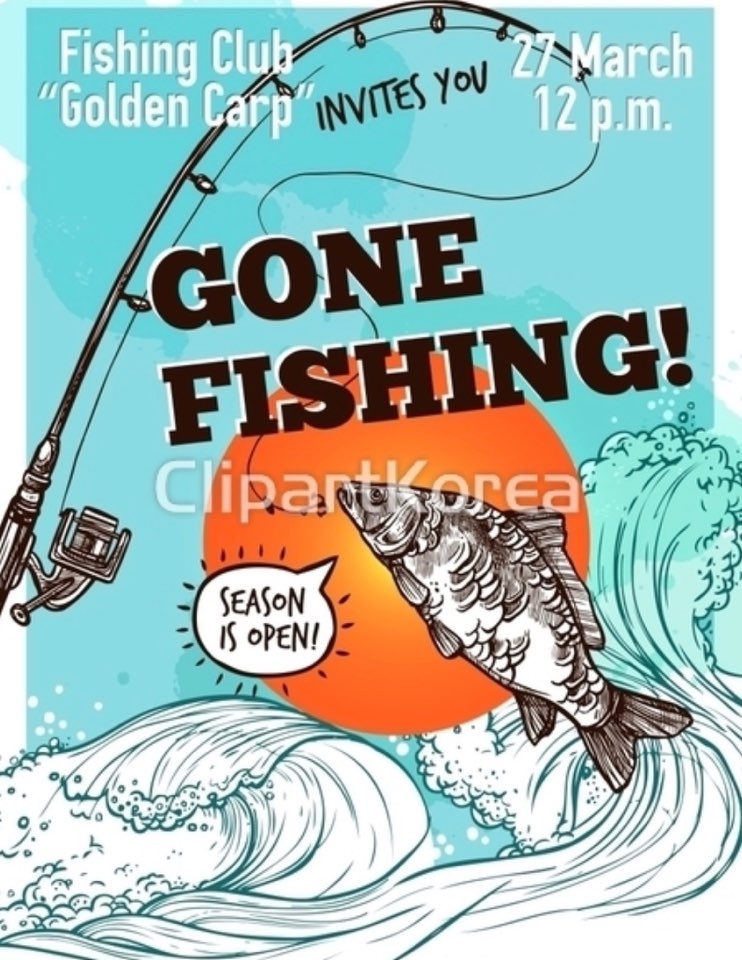 Fishing Club
“Golden Carp”
INVITES YOU
27 March
12 p.m.
GONE
FISHING!
ClipartKorea
SEASON
IS OPEN!